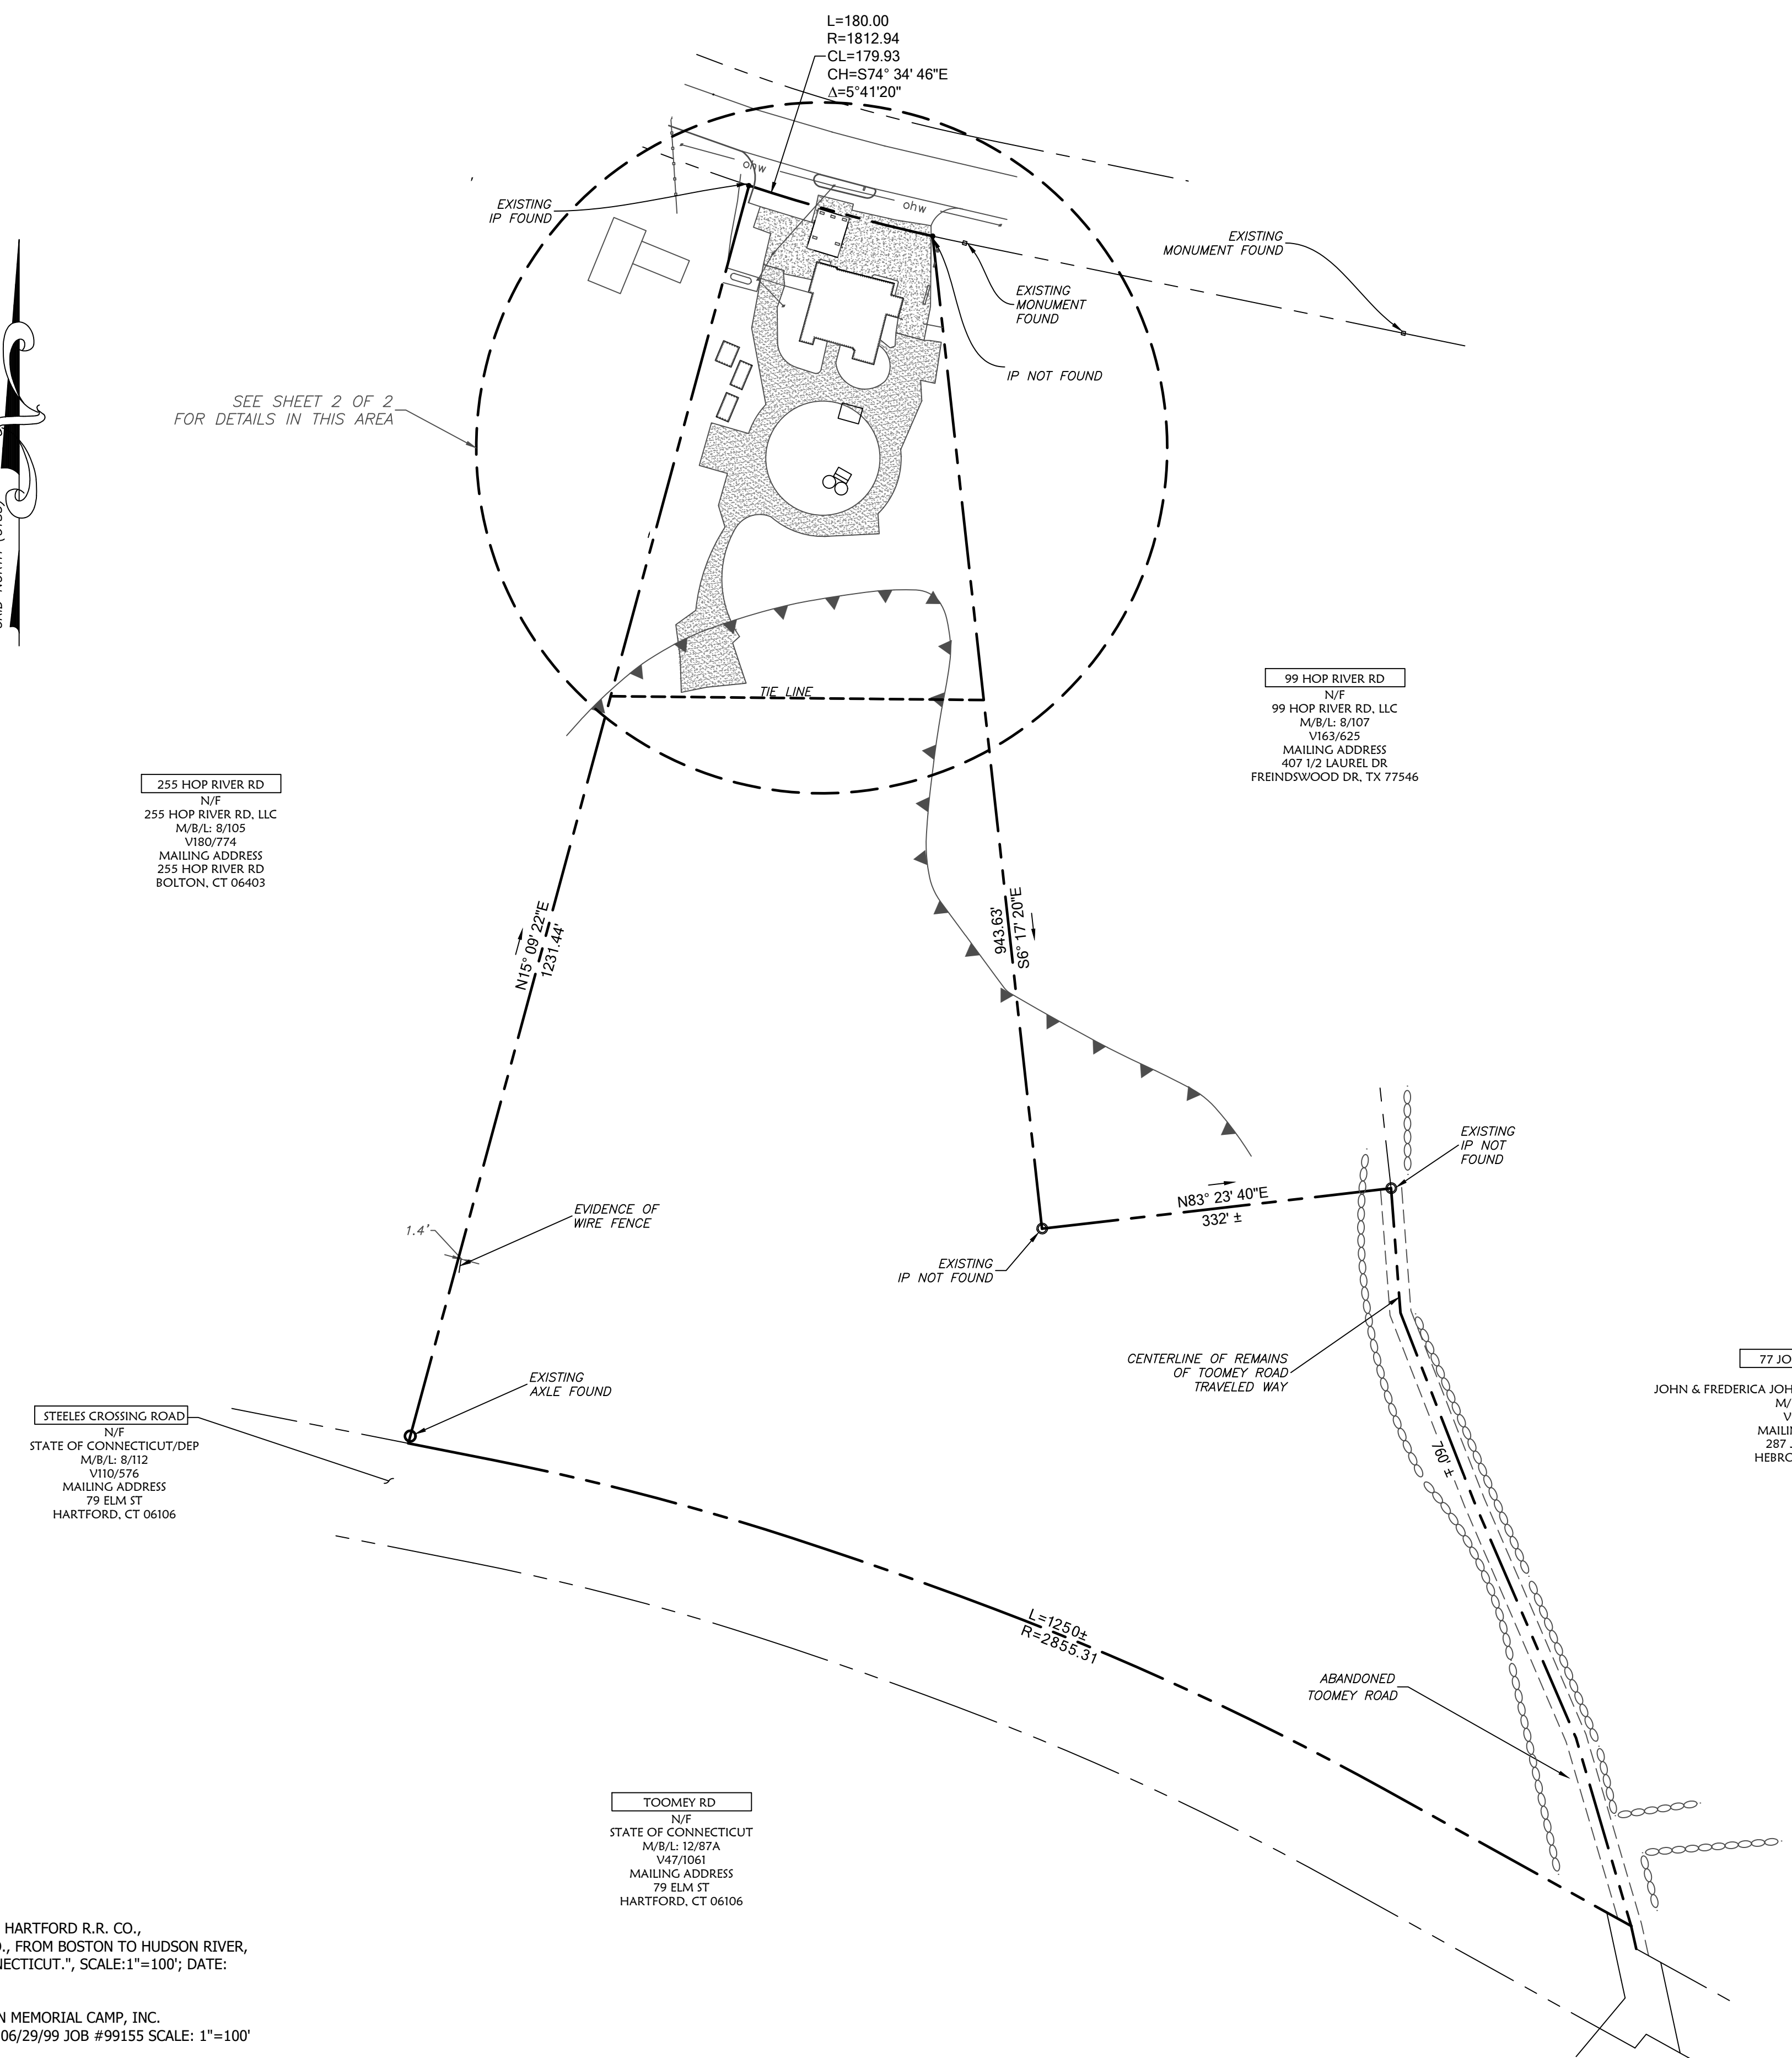 L=180.00
R=1812.94
CL=179.93
CH=S74° 34' 46"E
Δ=5°41'20"
ohw
ohw
EXISTING
IP FOUND
EXISTING
MONUMENT FOUND
EXISTING
MONUMENT
FOUND
IP NOT FOUND
SEE SHEET 2 OF 2
FOR DETAILS IN THIS AREA
TIE LINE
99 HOP RIVER RD
N/F
99 HOP RIVER RD, LLC
M/B/L: 8/107
V163/625
MAILING ADDRESS
407 1/2 LAUREL DR
FREINDSWOOD DR, TX 77546
255 HOP RIVER RD
N/F
255 HOP RIVER RD, LLC
M/B/L: 8/105
V180/774
MAILING ADDRESS
255 HOP RIVER RD
BOLTON, CT 06403
N15° 09' 22"E
1231.44'
943.63'
S6° 17' 20"E
EXISTING
IP NOT
FOUND
N83° 23' 40"E
332' ±
EVIDENCE OF
WIRE FENCE
1.4'
EXISTING
IP NOT FOUND
CENTERLINE OF REMAINS
OF TOOMEY ROAD
TRAVELED WAY
EXISTING
AXLE FOUND
77 JO
JOHN & FREDERICA JOH
M/
V
MAILIN
287
HEBRO
STEELES CROSSING ROAD
N/F
STATE OF CONNECTICUT/DEP
M/B/L: 8/112
V110/576
MAILING ADDRESS
79 ELM ST
HARTFORD, CT 06106
760' ±
L=1250±
R=2855.31
ABANDONED
TOOMEY ROAD
TOOMEY RD
N/F
STATE OF CONNECTICUT
M/B/L: 12/87A
V47/1061
MAILING ADDRESS
79 ELM ST
HARTFORD, CT 06106
HARTFORD R.R. CO.,
FROM BOSTON TO HUDSON RIVER,
NECTICUT.", SCALE:1"=100'; DATE:
N MEMORIAL CAMP, INC.
06/29/99 JOB #99155 SCALE: 1"=100'